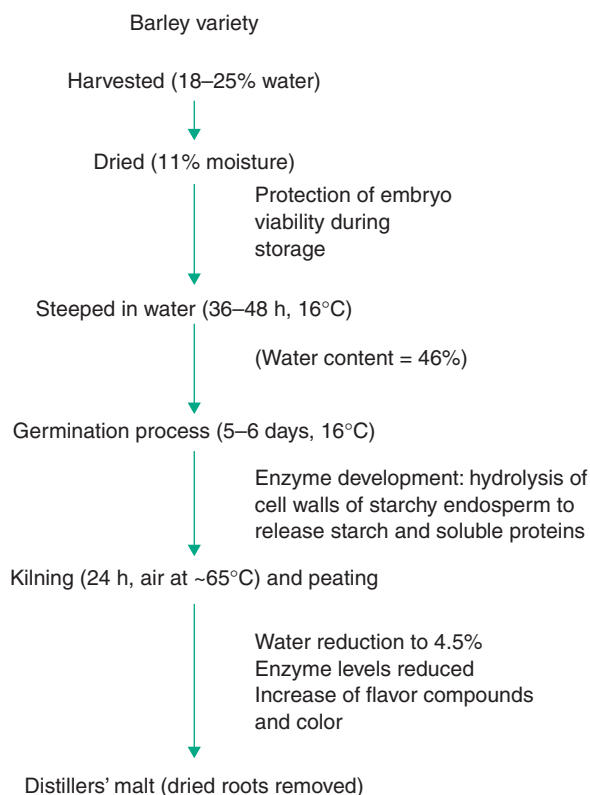 Barley variety
Harvested (18–25% water)
Dried (11% moisture)
Protection of embryo
viability during
storage
Steeped in water (36–48 h, 16°C)
(Water content = 46%)
Germination process (5–6 days, 16°C)
Enzyme development: hydrolysis of
cell walls of starchy endosperm to
release starch and soluble proteins
Kilning (24 h, air at ~65°C) and peating
Water reduction to 4.5%
Enzyme levels reduced
Increase of flavor compounds
and color
Distillers’ malt (dried roots removed)